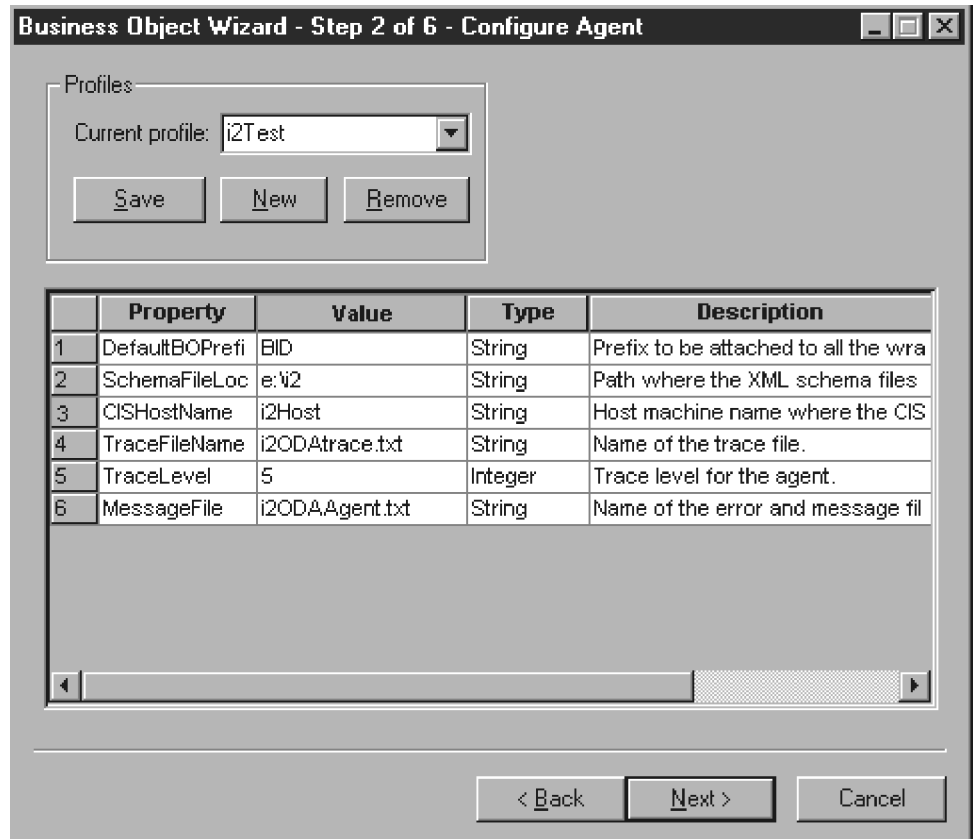 Business Object Wizard - Step 2 of 6 - Configure Agent
Profiles
Current profile: i2Test
Save New Remove
Property Value Type Description
1 DefaultBOPrefi BID String Prefix to be attached to all the wra
2 SchemaFileLoc e:\i2 String Path where the XML schema files
3 CISHostName i2Host String Host machine name where the CIS
4 TraceFileName i2ODAtrace.txt String Name of the trace file.
5 TraceLevel 5 Integer Trace level for the agent.
6 MessageFile i2ODAAgent.txt String Name of the error and message fil
< Back Next > Cancel